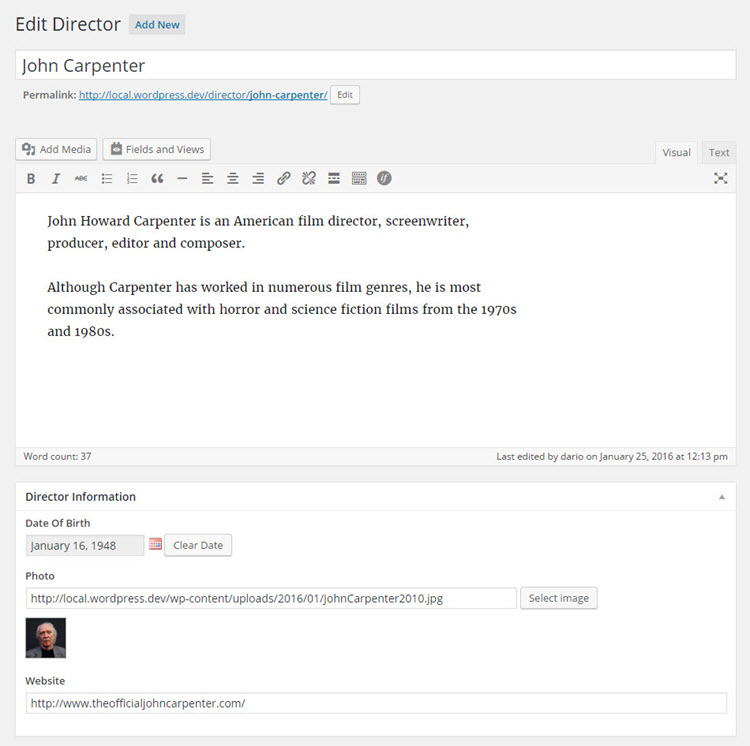 Edit Director Add New
John Carpenter
Permalink: http://local.wordpress.dev/director/john-carpenter/ Edit
Add Media Fields and Views Visual Text
B I ABC
John Howard Carpenter is an American film director, screenwriter,
producer, editor and composer.
Although Carpenter has worked in numerous film genres, he is most
commonly associated with horror and science fiction films from the 1970s
and 1980s.
Word count: 37 Last edited by dario on January 25, 2016 at 12:13 pm
Director Information
Date Of Birth
January 16, 1948 Clear Date
Photo
http://local.wordpress.dev/wp-content/uploads/2016/01/JohnCarpenter2010.jpg Select image
Website
http://www.theofficialjohncarpenter.com/